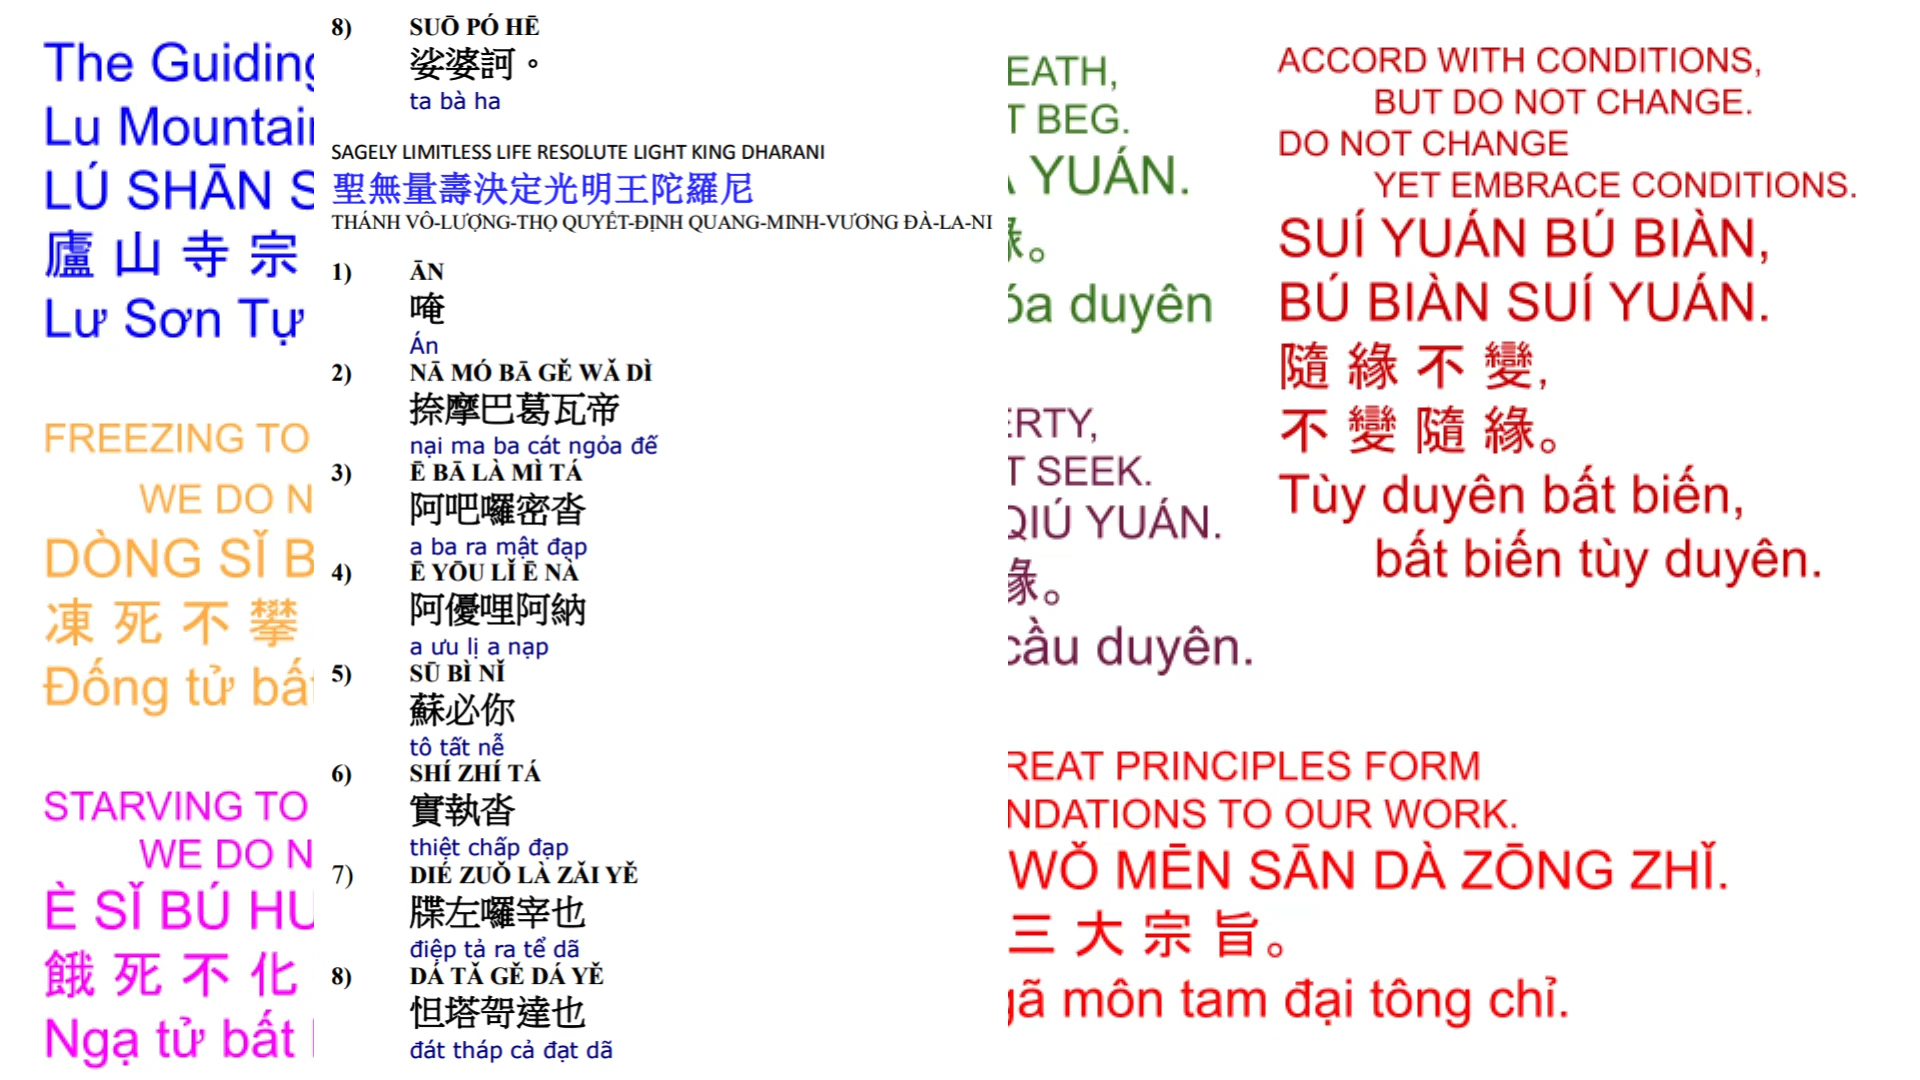 The Guiding
Lu Mountain
LÚ SHĀN S
廬 山 寺 宗
Lư Sơn Tự
FREEZING TO
WE DO N
DÒNG SǏ B
凍 死 不 攀
Đống tử bất
STARVING TO
WE DO N
È SǏ BÚ HU
餓 死 不 化
Ngạ tử bất
8) SUŌ PÓ HĒ
娑婆訶。
ta bà ha
SAGELY LIMITLESS LIFE RESOLUTE LIGHT KING DHARANI
聖無量壽決定光明王陀羅尼
THÁNH VÔ-LƯỢNG-THỌ QUYẾT-ĐỊNH QUANG-MINH-VƯƠNG ĐÀ-LA-NI
1) ĀN
唵
Án
2) NĀ MÓ BĀ GĚ WǍ DÌ
捺摩巴葛瓦帝
nại ma ba cát ngỏa đế
3) Ē BĀ LÀ MÌ TÁ
阿吧囉密沓
a ba ra mật đạp
4) Ē YŌU LǏ Ē NÀ
阿優哩阿納
a ưu lị a nạp
5) SŪ BÌ NǏ
蘇必你
tô tất nễ
6) SHÍ ZHÍ TÁ
實執沓
thiệt chấp đạp
7) DIÉ ZUǑ LÀ ZǍI YĚ
牒左囉宰也
điệp tả ra tể dã
8) DÁ TǍ GĚ DÁ YĚ
怛塔哿達也
đát tháp cả đạt dã
EATH,
T BEG.
YUÁN.
緣。
óa duyên
ERTY,
T SEEK.
QIÚ YUÁN.
緣。
cầu duyên.
ACCORD WITH CONDITIONS,
BUT DO NOT CHANGE.
DO NOT CHANGE
YET EMBRACE CONDITIONS.
SUÍ YUÁN BÚ BIÀN,
BÚ BIÀN SUÍ YUÁN.
隨 緣 不 變,
不 變 隨 緣。
Tùy duyên bất biến,
bất biến tùy duyên.
REAT PRINCIPLES FORM
NDATIONS TO OUR WORK.
WǑ MĒN SĀN DÀ ZŌNG ZHǏ.
三 大 宗 旨。
gã môn tam đại tông chỉ.